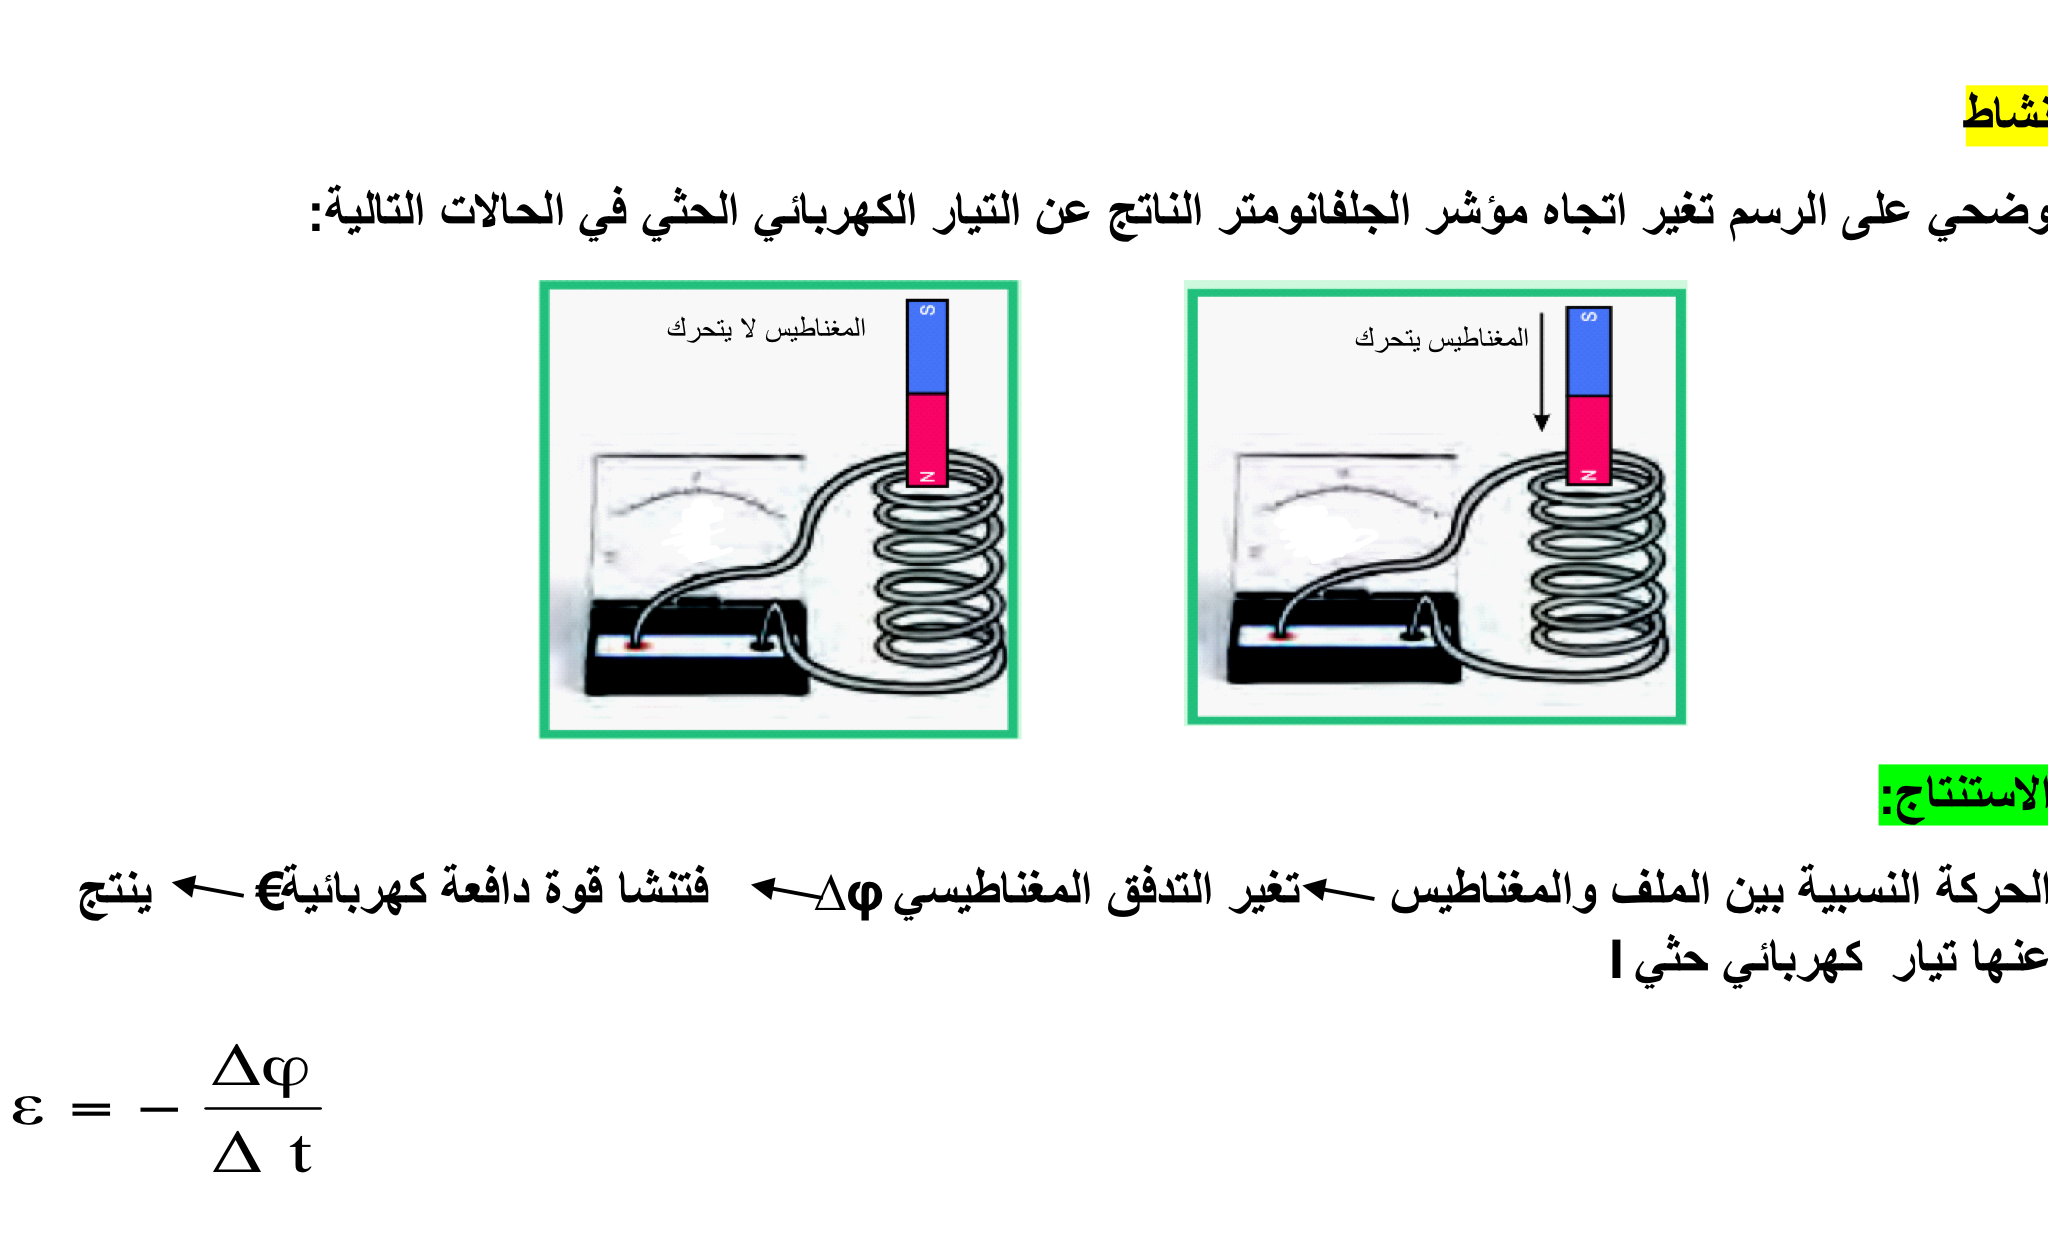 نشاط
وضحي على الرسم تغير اتجاه مؤشر الجلفانومتر الناتج عن التيار الكهربائي الحثي في الحالات التالية:
المغناطيس يتحرك
S
N
المغناطيس لا يتحرك
S
N
الاستنتاج:
الحركة النسبية بين الملف والمغناطيس ← تغير التدفق المغناطيسي Δφ ← فتنشا قوة دافعة كهربائية€ ← ينتج
عنها تيار كهربائي حثي I
ε = − Δφ / Δ t